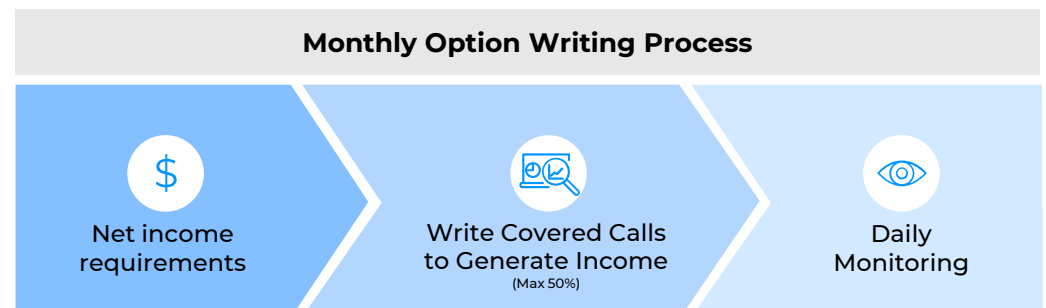 Monthly Option Writing Process
$
Net income
requirements
Write Covered Calls
to Generate Income
(Max 50%)
Daily
Monitoring